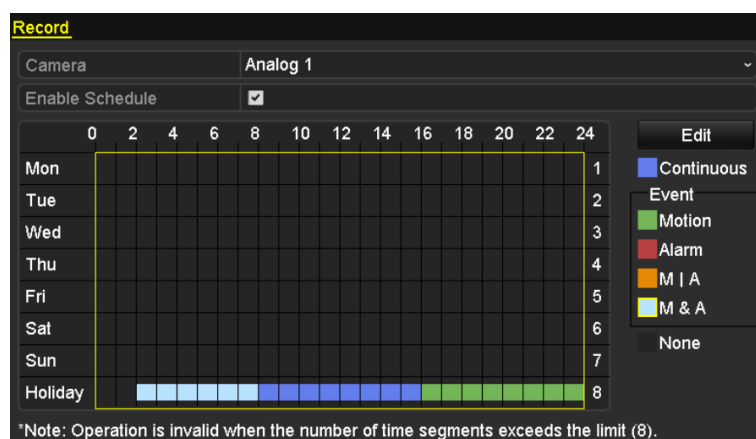 Record
Camera Analog 1
Enable Schedule
0 2 4 6 8 10 12 14 16 18 20 22 24
Edit
Mon 1
Continuous
Event
Tue 2
Motion
Wed 3
Alarm
Thu 4
M | A
Fri 5
M & A
Sat 6
None
Sun 7
Holiday 8
*Note: Operation is invalid when the number of time segments exceeds the limit (8).